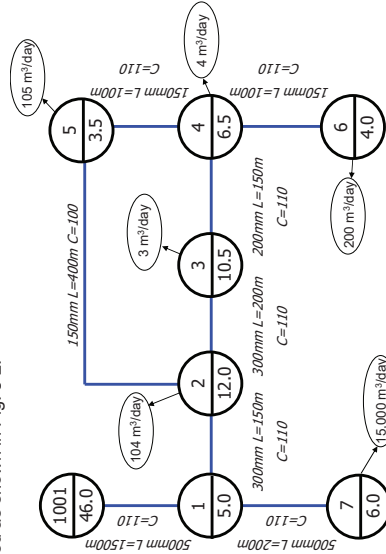 as shown in
105 m³/day
4 m³/day
1001
46.0
500mm L=1500m
C=110
150mm L=400m C=100
5
3.5
150mm L=100m
C=110
104 m³/day
3 m³/day
1
5.0
300mm L=150m
C=110
2
12.0
300mm L=200m
C=110
3
10.5
200mm L=150m
C=110
4
6.5
500mm L=200m
C=110
150mm L=100m
C=110
7
6.0
15.000 m³/day
200 m³/day
6
4.0